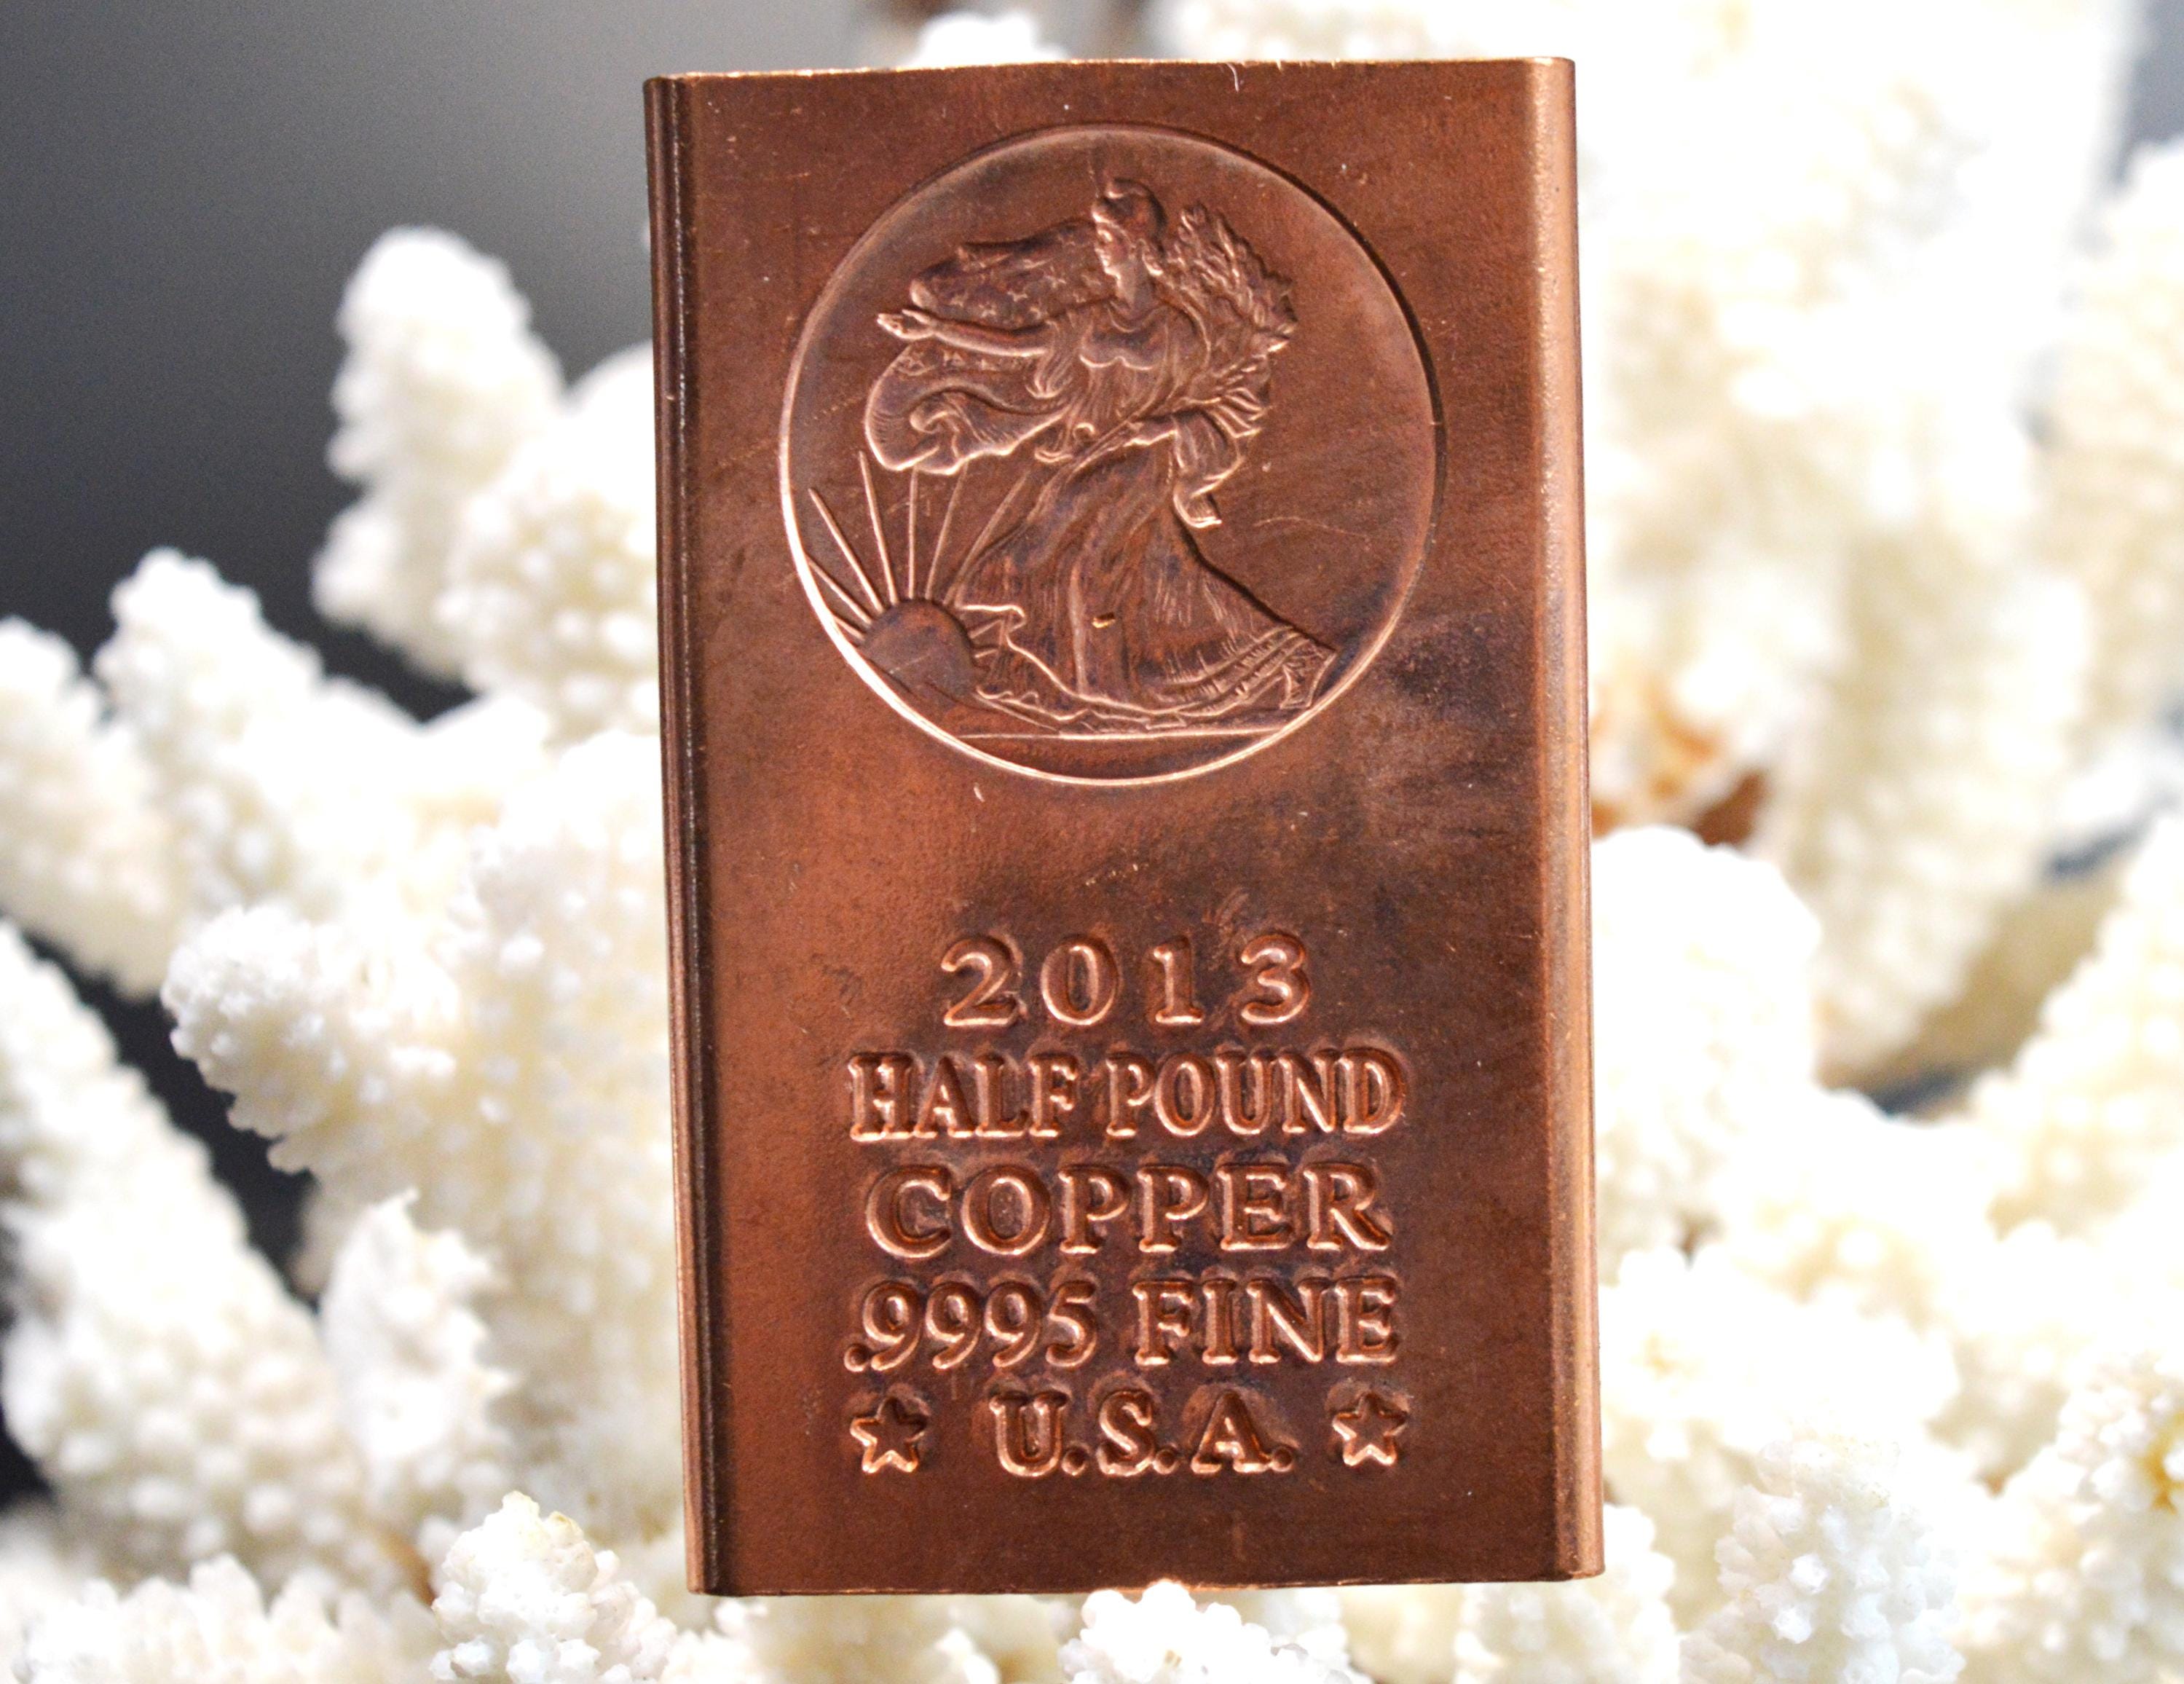 2013
HALF POUND
COPPER
.9995 FINE
U.S.A.